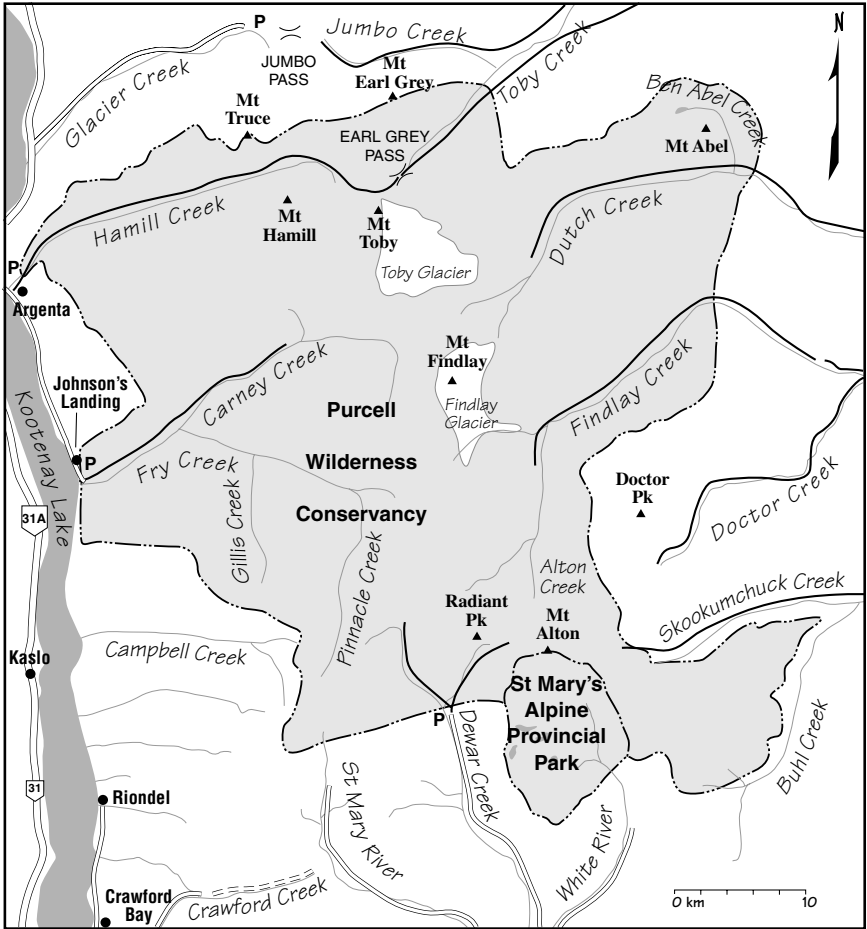 P
Jumbo Creek
N
JUMBO
PASS
Mt
Earl Grey
Toby Creek
Glacier Creek
Mt
Truce
Ben Abel Creek
EARL GREY
PASS
Mt Abel
Hamill Creek
Mt
Hamill
Mt
Toby
Dutch Creek
Toby Glacier
P
Argenta
Mt
Findlay
Johnson's
Landing
Carney Creek
Findlay Creek
Kootenay Lake
Purcell
Findlay
Glacier
P
Fry Creek
Wilderness
Gillis Creek
Doctor
Pk
Doctor Creek
31A
Conservancy
Pinnacle Creek
Alton
Creek
Skookumchuck Creek
Radiant
Pk
Mt
Alton
Kaslo
Campbell Creek
St Mary's
Alpine
Provincial
Park
P
Dewar Creek
Buhl Creek
31
Riondel
St Mary River
White River
Crawford
Bay
Crawford Creek
0 km
10